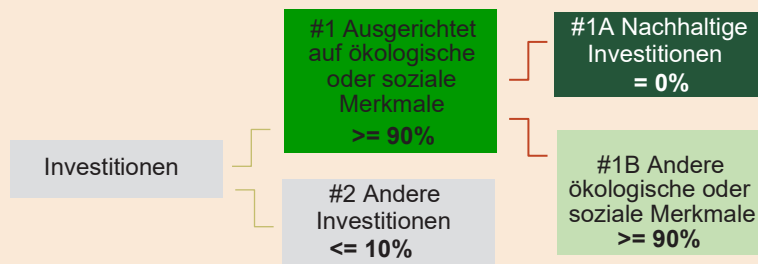 Investitionen
#1 Ausgerichtet
auf ökologische
oder soziale
Merkmale
>= 90%
#2 Andere
Investitionen
<= 10%
#1A Nachhaltige
Investitionen
= 0%
#1B Andere
ökologische oder
soziale Merkmale
>= 90%